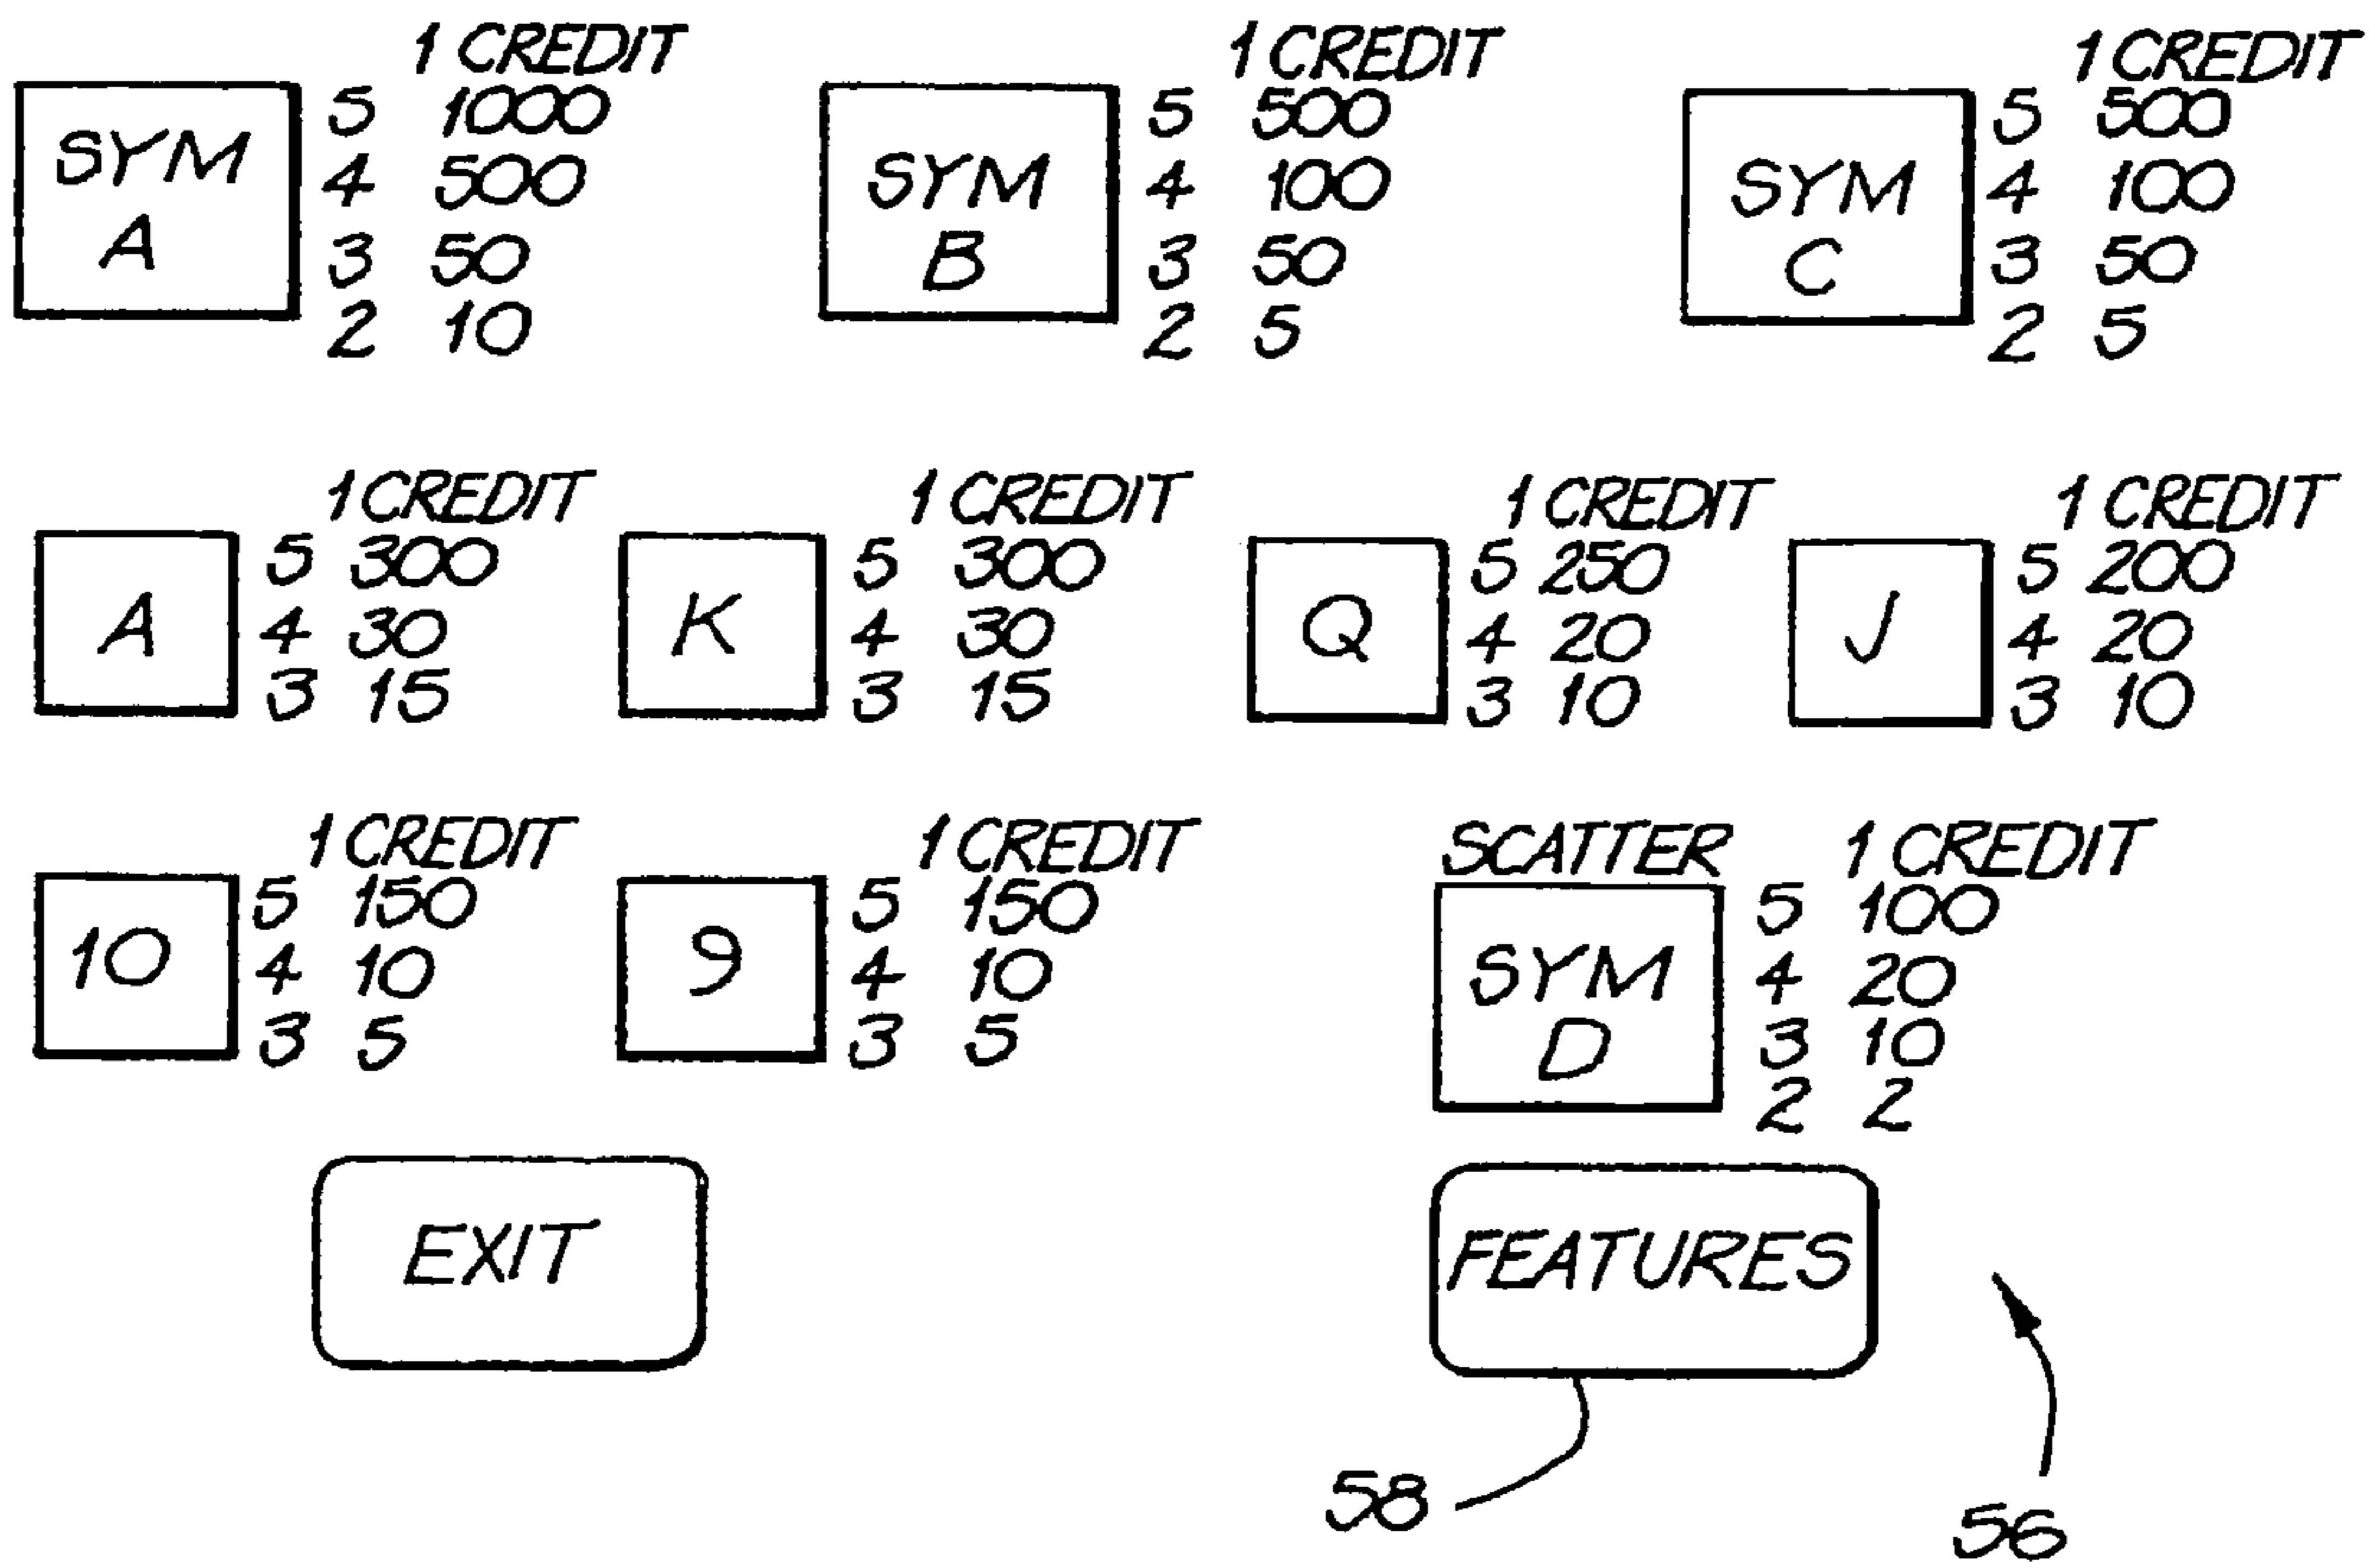 1 CREDIT 1 CREDIT 1 CREDIT
SYM A 5 1000 SYM B 5 500 SYM C 5 500
4 500 4 100 4 100
3 50 3 50 3 50
2 10 2 5 2 5
1 CREDIT 1 CREDIT 1 CREDIT 1 CREDIT
A 5 300 K 5 300 Q 5 250 J 5 200
4 30 4 30 4 20 4 20
3 15 3 15 3 10 3 10
1 CREDIT 1 CREDIT SCATTER 1 CREDIT
10 5 150 9 5 150 SYM D 5 100
4 10 4 10 4 20
3 5 3 5 3 10
2 2
EXIT FEATURES
58 56